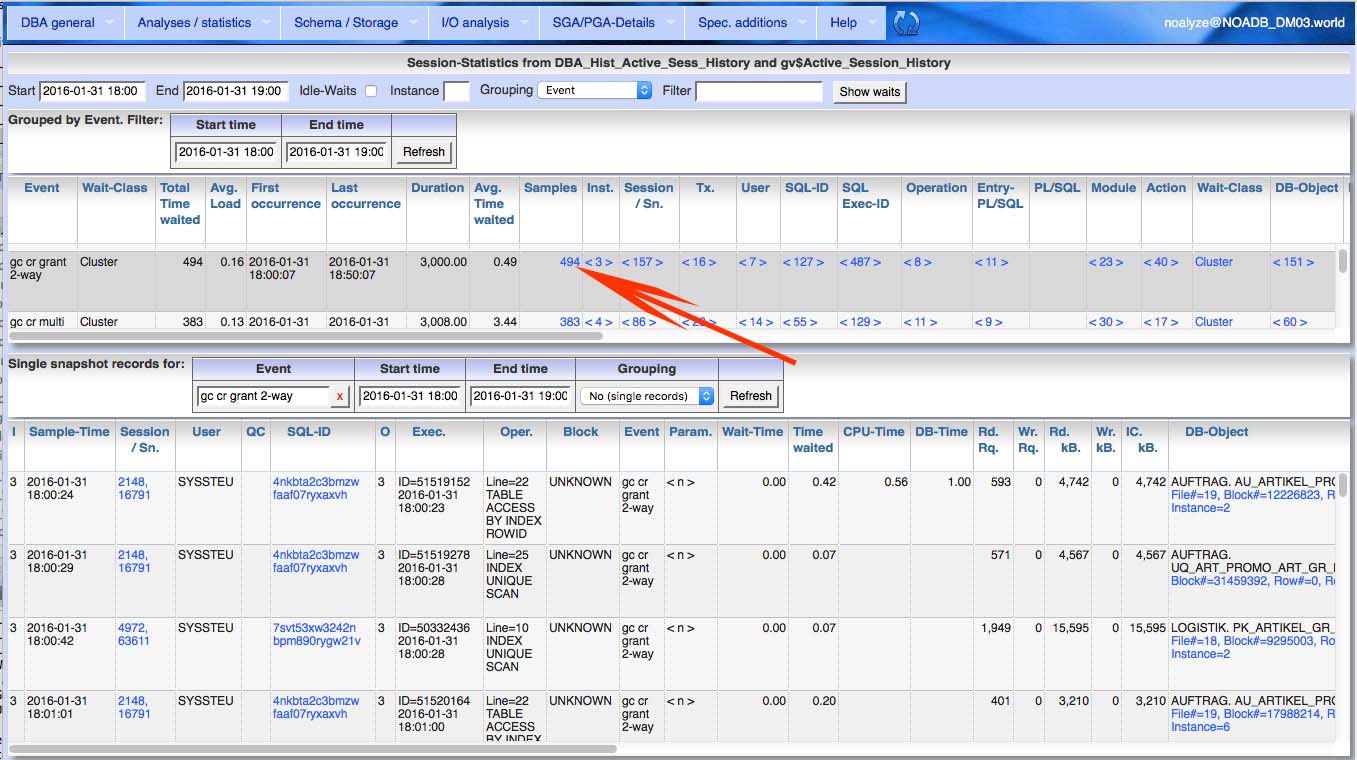 DBA general Analyses / statistics Schema / Storage I/O analysis SGA/PGA-Details Spec. additions Help noalyze@NOADB_DM03.world
Session-Statistics from DBA_Hist_Active_Sess_History and gv$Active_Session_History
Start 2016-01-31 18:00 End 2016-01-31 19:00 Idle-Waits Instance Grouping Event Filter Show waits
Grouped by Event. Filter: Start time End time
2016-01-31 18:00 2016-01-31 19:00 Refresh
Event Wait-Class Total Avg. First Last Duration Avg. Samples Inst. Session Tx. User SQL-ID SQL Operation Entry- PL/SQL Module Action Wait-Class DB-Object
Time Load occurrence occurrence Time / Sn. Exec-ID PL/SQL
waited waited
gc cr grant Cluster 494 0.16 2016-01-31 2016-01-31 3,000.00 0.49 494 < 3 > < 157 > < 16 > < 7 > < 127 > < 487 > < 8 > < 11 > < 23 > < 40 > Cluster < 151 >
2-way 18:00:07 18:50:07
gc cr multi Cluster 383 0.13 2016-01-31 2016-01-31 3,008.00 3.44 383 < 4 > < 86 > < 14 > < 55 > < 129 > < 11 > < 9 > < 30 > < 17 > Cluster < 60 >
Single snapshot records for: Event Start time End time Grouping
gc cr grant 2-way x 2016-01-31 18:00 2016-01-31 19:00 No (single records) Refresh
I Sample-Time Session User QC SQL-ID O Exec. Oper. Block Event Param. Wait-Time Time CPU-Time DB-Time Rd. Wr. Rd. Wr. IC. DB-Object
/ Sn. waited Rq. Rq. kB. kB. kB.
3 2016-01-31 2148, SYSSTEU 4nkbta2c3bmzw 3 ID=51519152 Line=22 UNKNOWN gc cr < n > 0.00 0.42 0.56 1.00 593 0 4,742 0 4,742 AUFTRAG. AU_ARTIKEL_PRO
18:00:24 16791 faaf07ryxaxvh 2016-01-31 TABLE grant File#=19, Block#=12226823, R
18:00:23 ACCESS 2-way Instance=2
BY INDEX
ROWID
3 2016-01-31 2148, SYSSTEU 4nkbta2c3bmzw 3 ID=51519278 Line=25 UNKNOWN gc cr < n > 0.00 0.07 571 0 4,567 0 4,567 AUFTRAG.
18:00:29 16791 faaf07ryxaxvh 2016-01-31 INDEX grant UQ_ART_PROMO_ART_GR_
18:00:28 UNIQUE 2-way Block#=31459392, Row#=0, R
SCAN
3 2016-01-31 4972, SYSSTEU 7svt53xw3242n 3 ID=50332436 Line=10 UNKNOWN gc cr < n > 0.00 0.07 1,949 0 15,595 0 15,595 LOGISTIK. PK_ARTIKEL_GR_
18:00:42 63611 bpm890rygw21v 2016-01-31 INDEX grant File#=18, Block#=9295003, Ro
18:00:28 UNIQUE 2-way Instance=2
SCAN
3 2016-01-31 2148, SYSSTEU 4nkbta2c3bmzw 3 ID=51520164 Line=22 UNKNOWN gc cr < n > 0.00 0.20 401 0 3,210 0 3,210 AUFTRAG. AU_ARTIKEL_PRO
18:01:01 16791 faaf07ryxaxvh 2016-01-31 TABLE grant File#=19, Block#=17988214, R
18:01:00 ACCESS 2-way Instance=6
BY INDEX